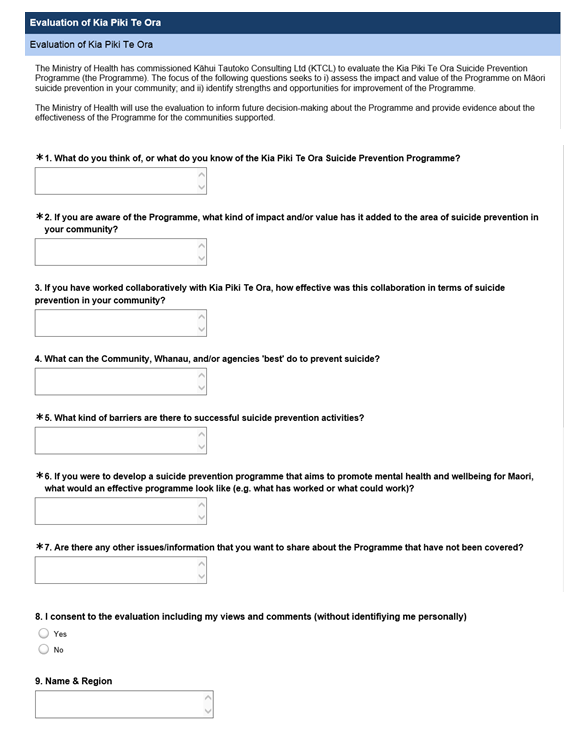 Evaluation of Kia Piki Te Ora
Evaluation of Kia Piki Te Ora
The Ministry of Health has commissioned Kāhui Tautoko Consulting Ltd (KTCL) to evaluate the Kia Piki Te Ora Suicide Prevention
Programme (the Programme). The focus of the following questions seeks to i) assess the impact and value of the Programme on Māori
suicide prevention in your community; and ii) identify strengths and opportunities for improvement of the Programme.
The Ministry of Health will use the evaluation to inform future decision-making about the Programme and provide evidence about the
effectiveness of the Programme for the communities supported.
*1. What do you think of, or what do you know of the Kia Piki Te Ora Suicide Prevention Programme?
*2. If you are aware of the Programme, what kind of impact and/or value has it added to the area of suicide prevention in
your community?
3. If you have worked collaboratively with Kia Piki Te Ora, how effective was this collaboration in terms of suicide
prevention in your community?
4. What can the Community, Whanau, and/or agencies 'best' do to prevent suicide?
*5. What kind of barriers are there to successful suicide prevention activities?
*6. If you were to develop a suicide prevention programme that aims to promote mental health and wellbeing for Maori,
what would an effective programme look like (e.g. what has worked or what could work)?
*7. Are there any other issues/information that you want to share about the Programme that have not been covered?
8. I consent to the evaluation including my views and comments (without identifiying me personally)
Yes
No
9. Name & Region